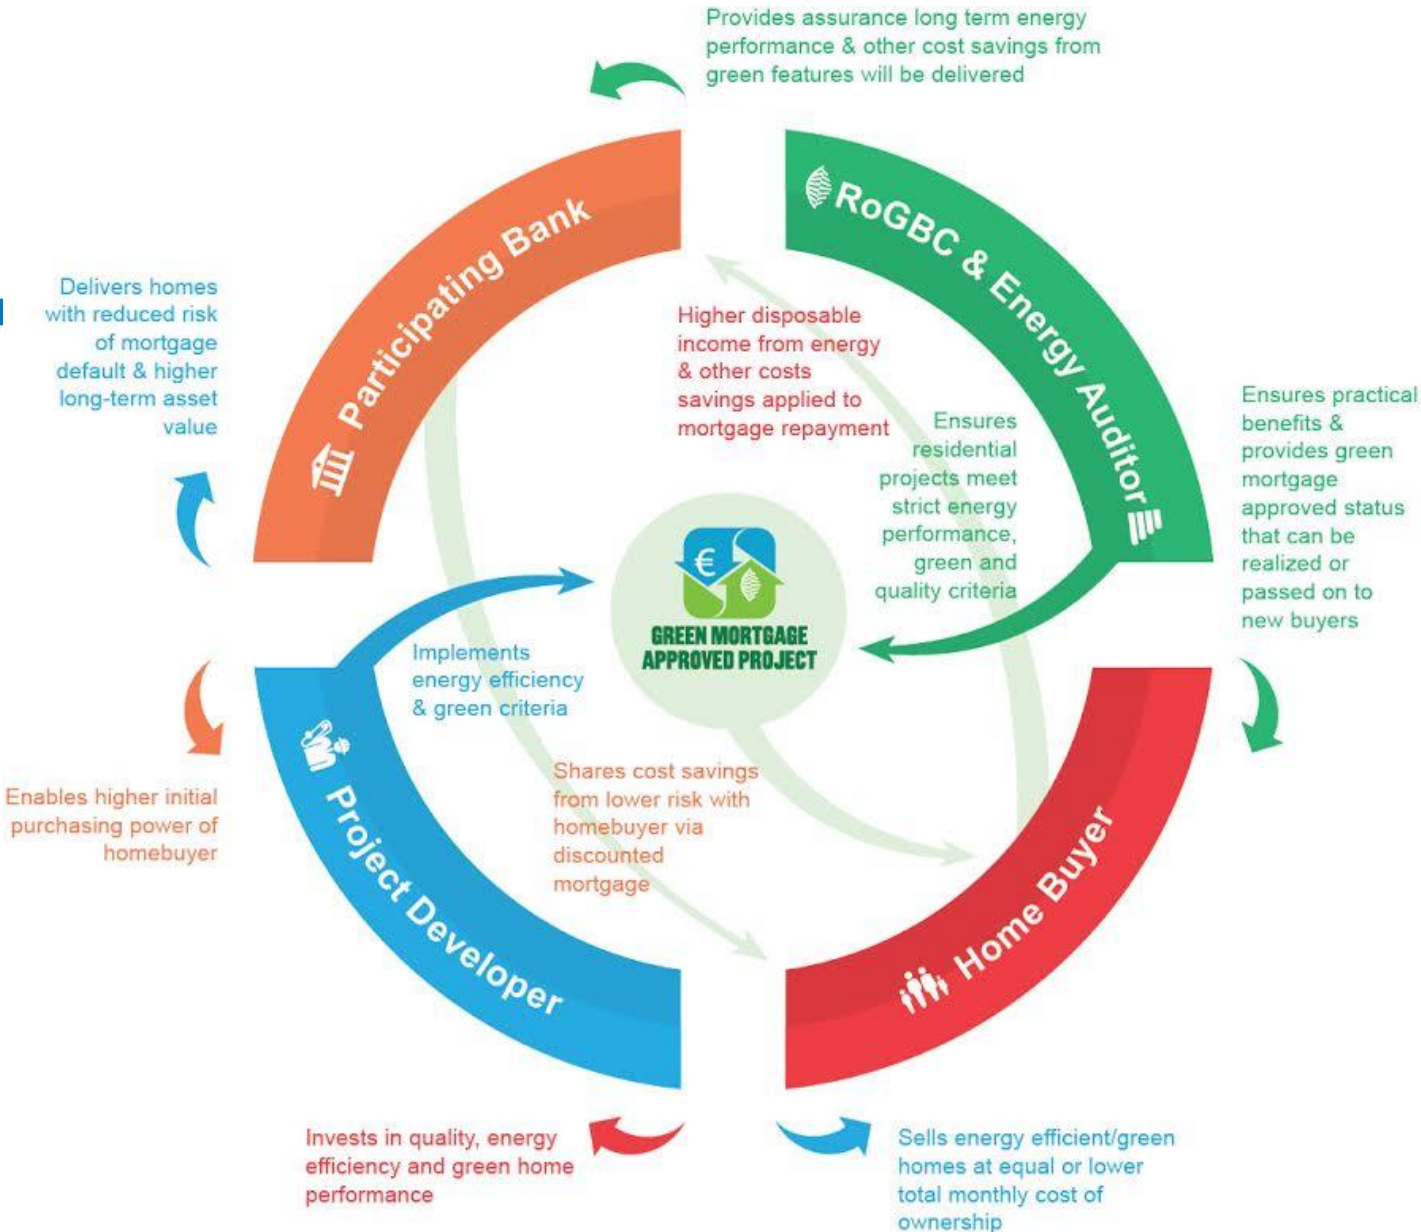 Provides assurance long term energy
performance & other cost savings from
green features will be delivered
Participating Bank
RoGBC & Energy Auditor
Delivers homes
with reduced risk
of mortgage
default & higher
long-term asset
value
Higher disposable
income from energy
& other costs
savings applied to
mortgage repayment
Ensures
residential
projects meet
strict energy
performance,
green and
quality criteria
Ensures practical
benefits &
provides green
mortgage
approved status
that can be
realized or
passed on to
new buyers
€
GREEN MORTGAGE
APPROVED PROJECT
Implements
energy efficiency
& green criteria
Enables higher initial
purchasing power of
homebuyer
Shares cost savings
from lower risk with
homebuyer via
discounted
mortgage
Project Developer
Home Buyer
Invests in quality, energy
efficiency and green home
performance
Sells energy efficient/green
homes at equal or lower
total monthly cost of
ownership